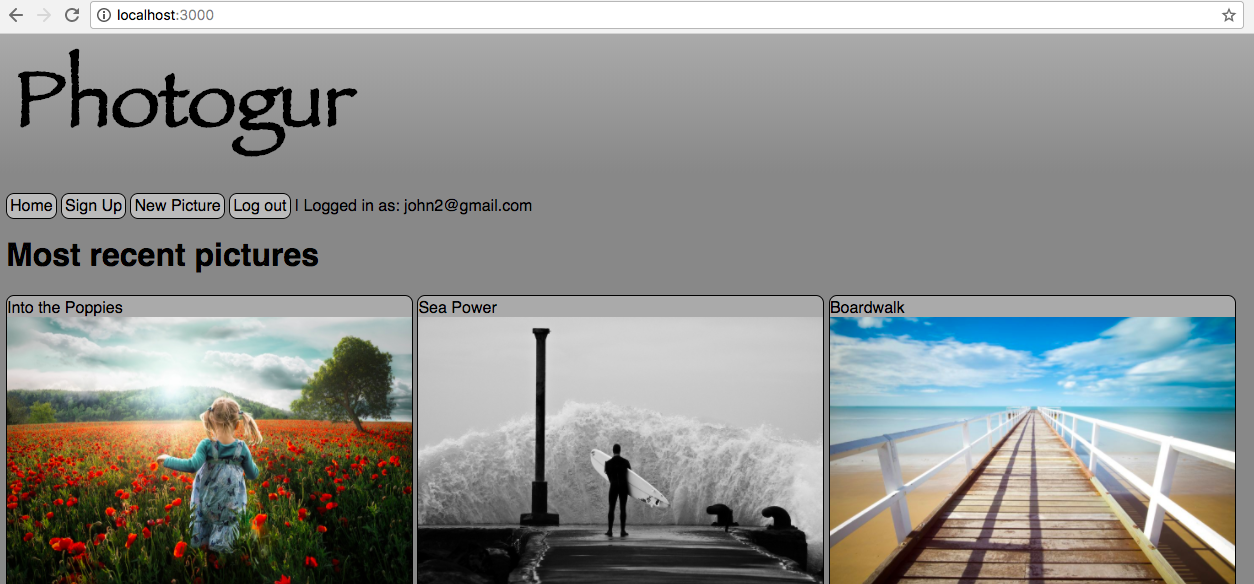 localhost:3000
Photogur
Home Sign Up New Picture Log out | Logged in as: john2@gmail.com
Most recent pictures
Into the Poppies
Sea Power
Boardwalk